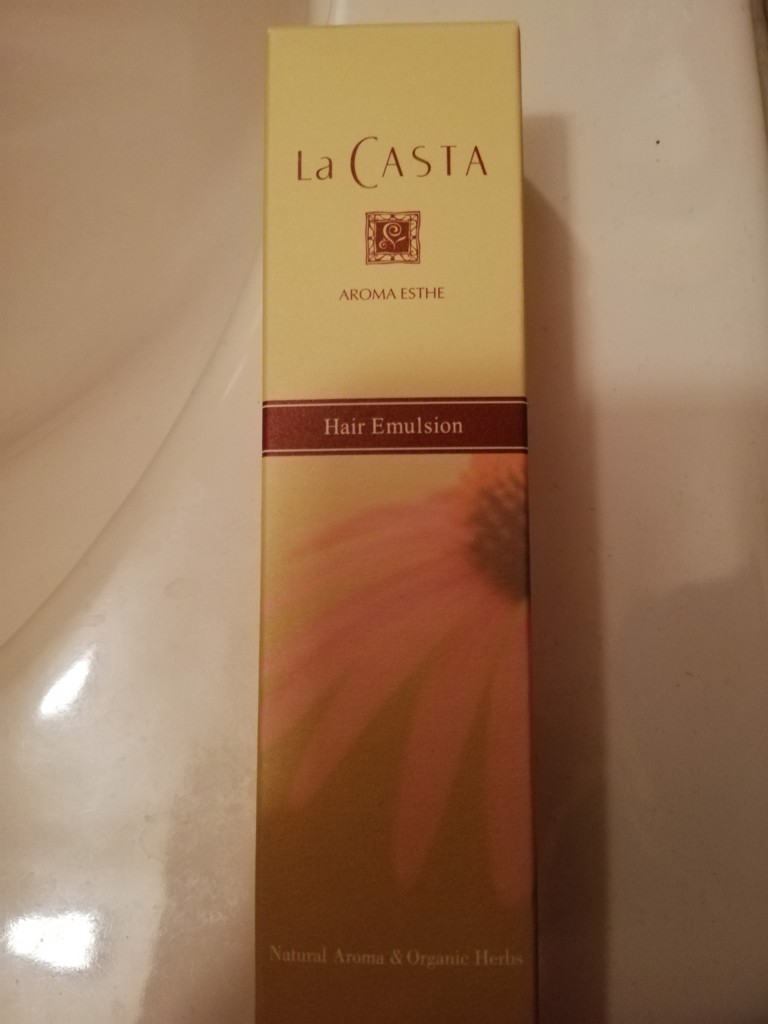 La CASTA
AROMA ESTHE
Hair Emulsion
Natural Aroma & Organic Herbs